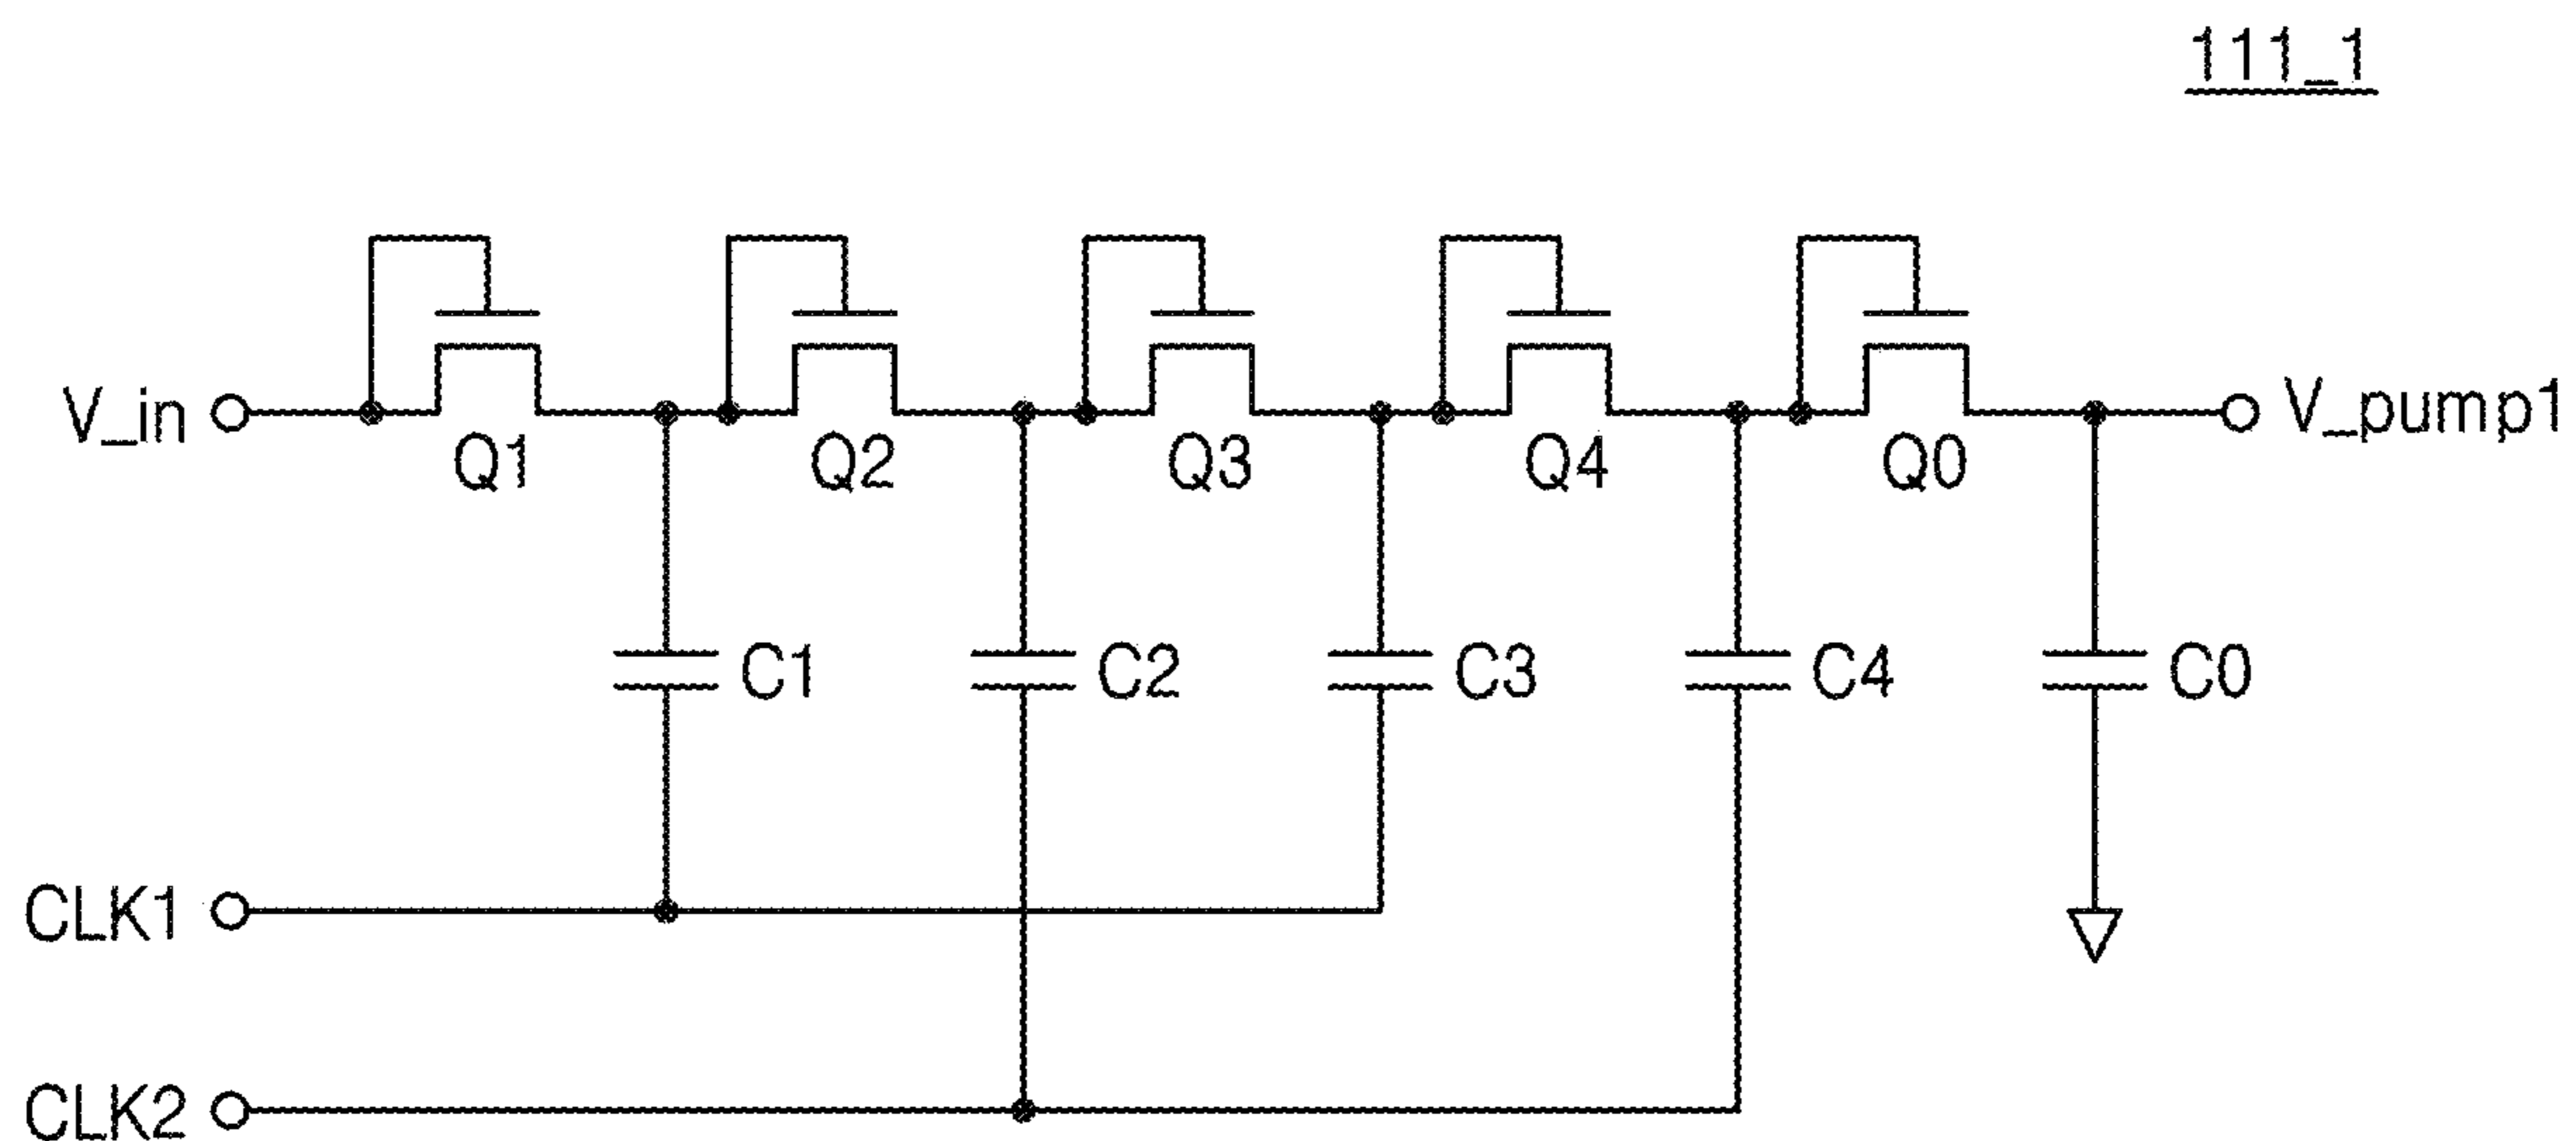 111_1
V_in
Q1
Q2
Q3
Q4
Q0
V_pump1
C1
C2
C3
C4
C0
CLK1
CLK2